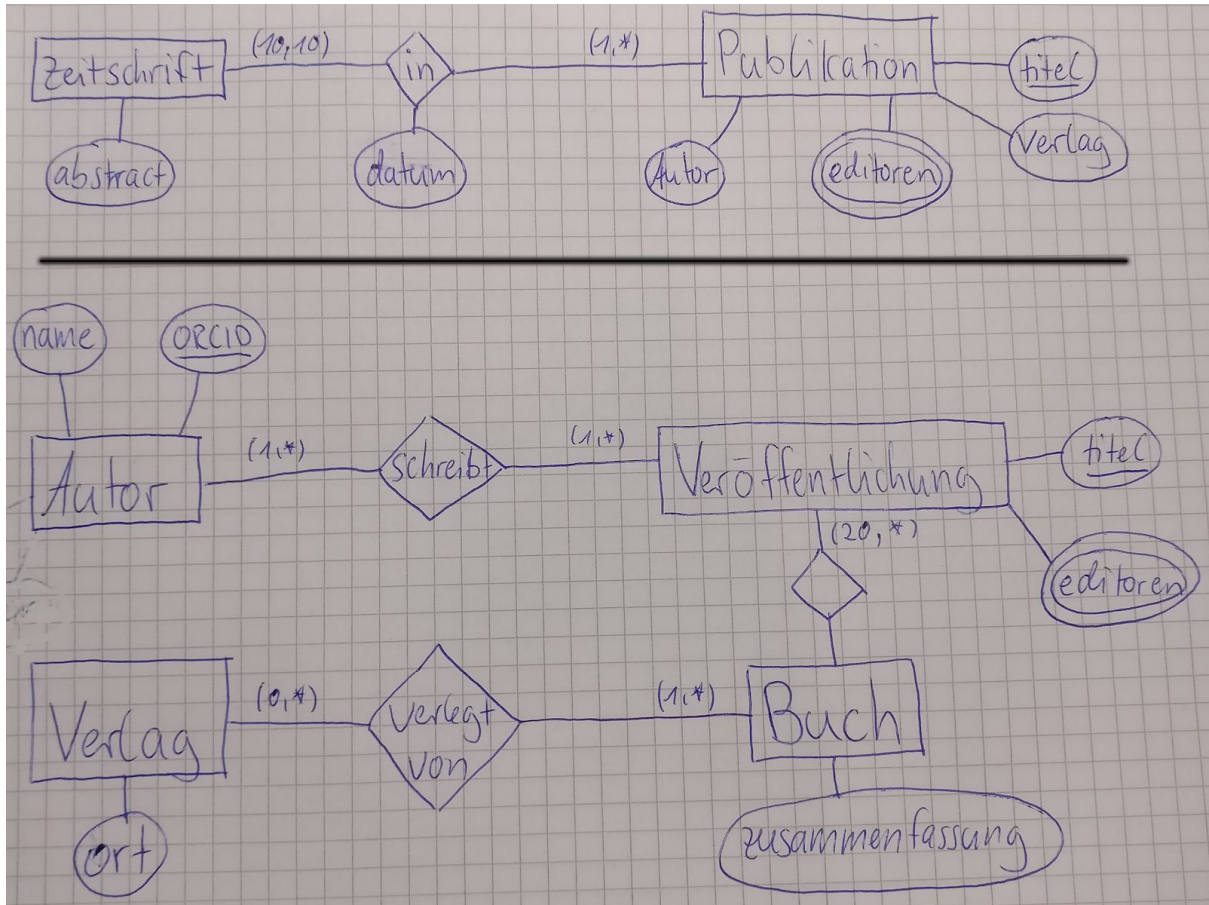 Zeitschrift
(10,10)
in
(1,*)
Publikation
titel
abstract
datum
Autor
editoren
Verlag
name
ORCID
Autor
(1,*)
schreibt
(1,*)
Veröffentlichung
titel
(20,*)
editoren
Verlag
(0,*)
verlegt
von
(1,*)
Buch
ort
zusammenfassung